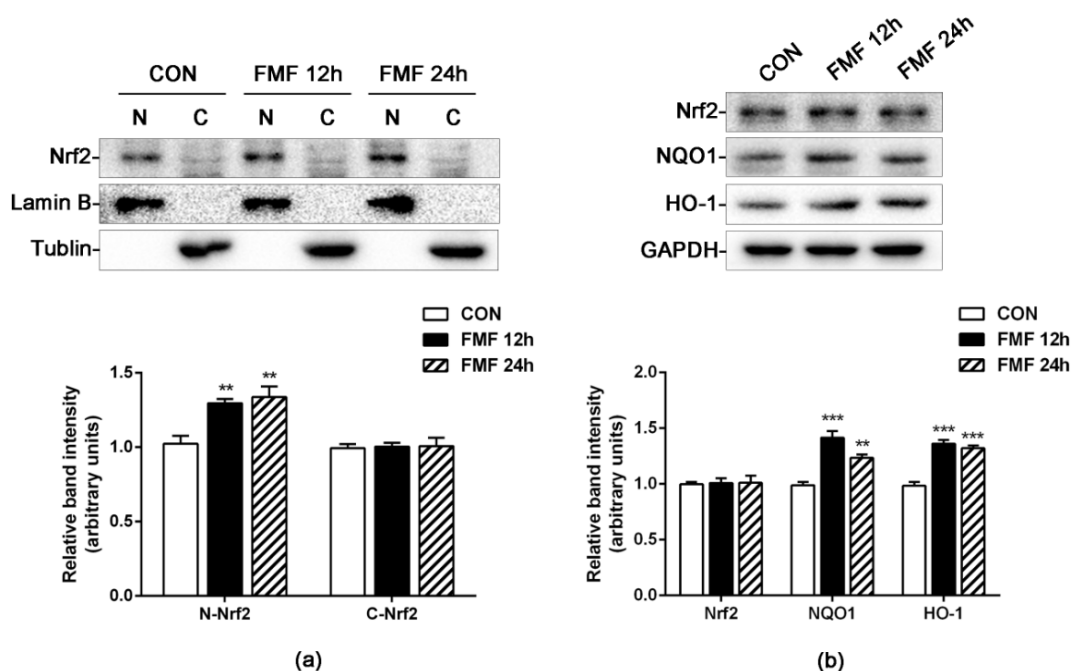 CON FMF 12h FMF 24h
N C N C N C
Nrf2
Lamin B
Tublin
CON
FMF 12h
FMF 24h
Relative band intensity
(arbitrary units)
1.5
1.0
0.5
0.0
** **
N-Nrf2 C-Nrf2
(a)
CON FMF 12h FMF 24h
Nrf2
NQO1
HO-1
GAPDH
CON
FMF 12h
FMF 24h
Relative band intensity
(arbitrary units)
2.0
1.5
1.0
0.5
0.0
*** ** *** ***
Nrf2 NQO1 HO-1
(b)